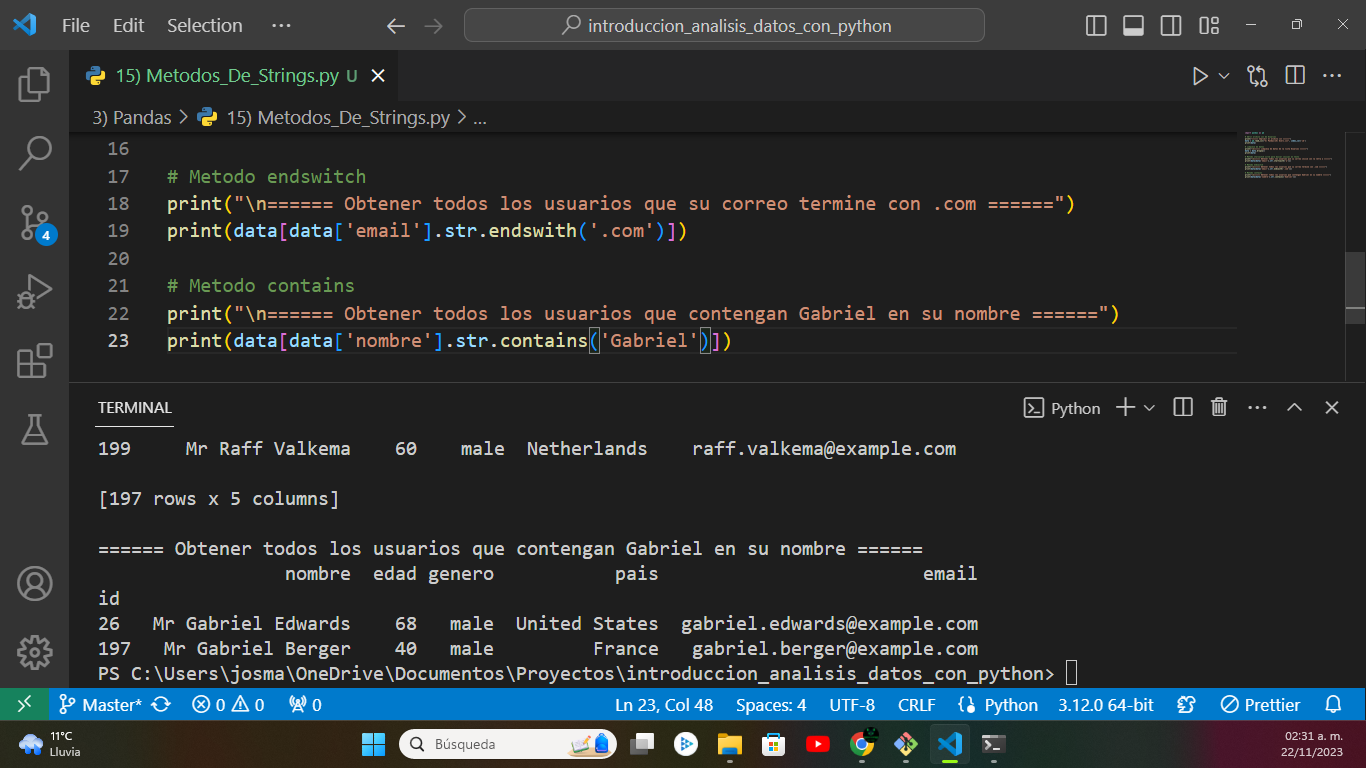 File Edit Selection ···
introduccion_analisis_datos_con_python
15) Metodos_De_Strings.py U
3) Pandas > 15) Metodos_De_Strings.py > ...
16
17 # Metodo endswitch
18 print("\n====== Obtener todos los usuarios que su correo termine con .com ======")
19 print(data[data['email'].str.endswith('.com')])
20
21 # Metodo contains
22 print("\n====== Obtener todos los usuarios que contengan Gabriel en su nombre ======")
23 print(data[data['nombre'].str.contains('Gabriel')])
4
TERMINAL
Python
199 Mr Raff Valkema 60 male Netherlands raff.valkema@example.com
[197 rows x 5 columns]
====== Obtener todos los usuarios que contengan Gabriel en su nombre ======
nombre edad genero pais email
id
26 Mr Gabriel Edwards 68 male United States gabriel.edwards@example.com
197 Mr Gabriel Berger 40 male France gabriel.berger@example.com
PS C:\Users\josma\OneDrive\Documentos\Proyectos\introduccion_analisis_datos_con_python>
Master* 0 0 0 Ln 23, Col 48 Spaces: 4 UTF-8 CRLF Python 3.12.0 64-bit Prettier
11°C
Lluvia
Búsqueda
02:31 a. m.
22/11/2023